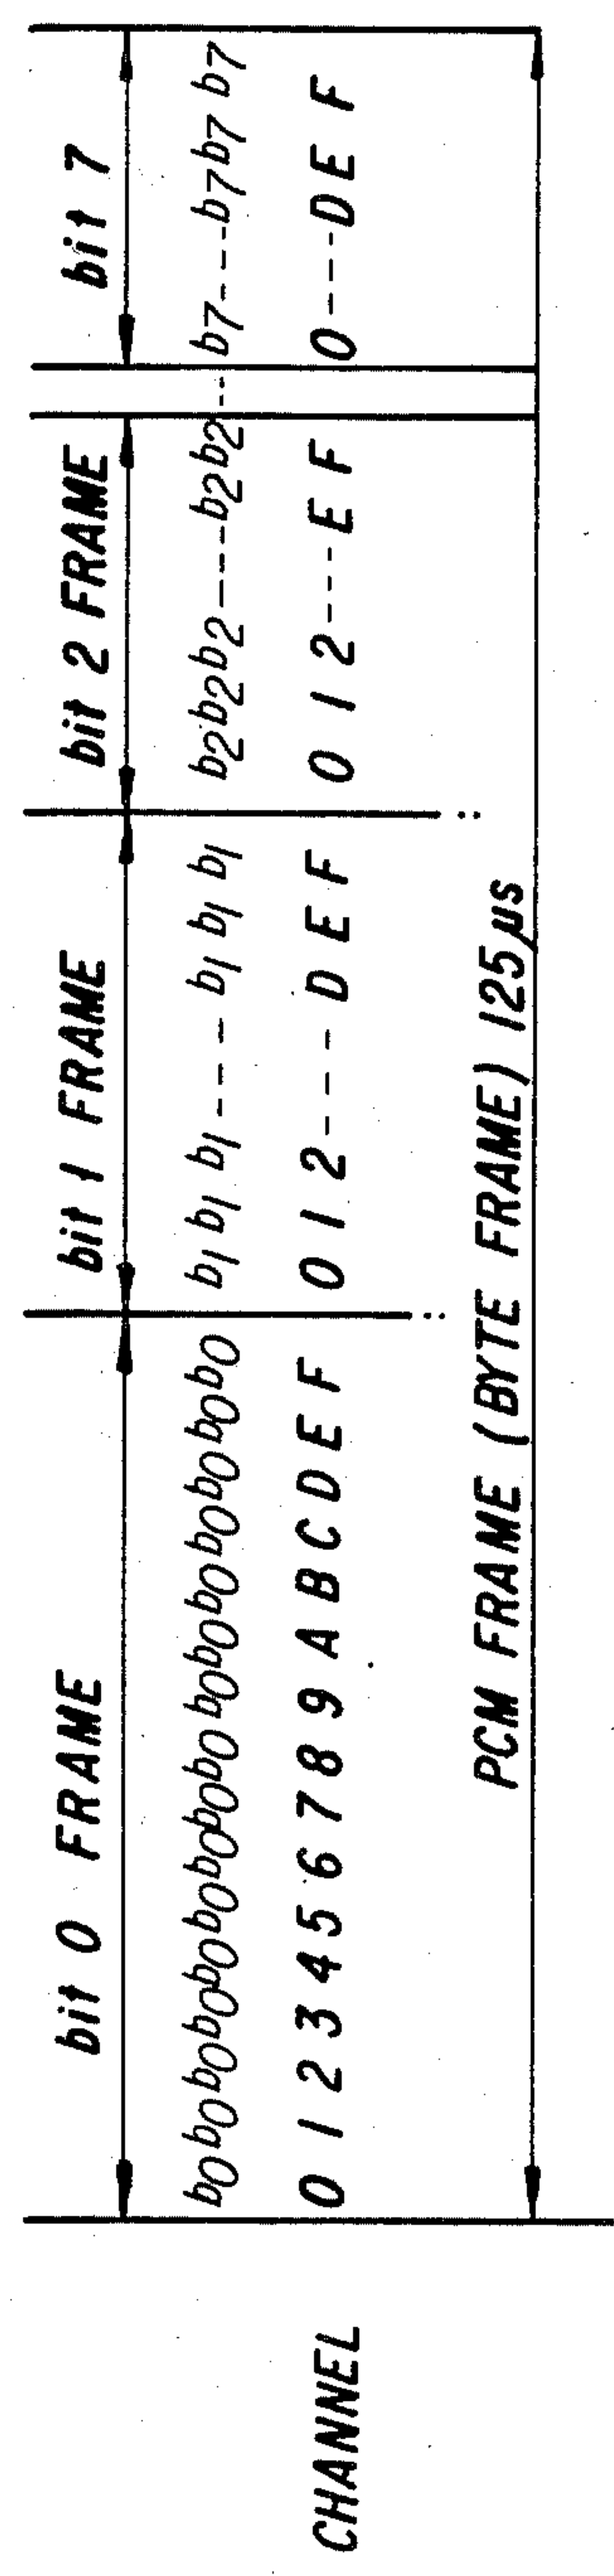 bit 0 FRAME bit 1 FRAME bit 2 FRAME bit 7
b0b0b0b0b0b0b0b0b0b0b0b0b0b0b0b0 b1 b1 b1 --- b1 b1 b1 b2b2b2---b2b2--- b7---b7b7 b7
CHANNEL 0 1 2 3 4 5 6 7 8 9 A B C D E F 0 1 2 --- D E F 0 1 2---E F 0---D E F
PCM FRAME (BYTE FRAME) 125μs